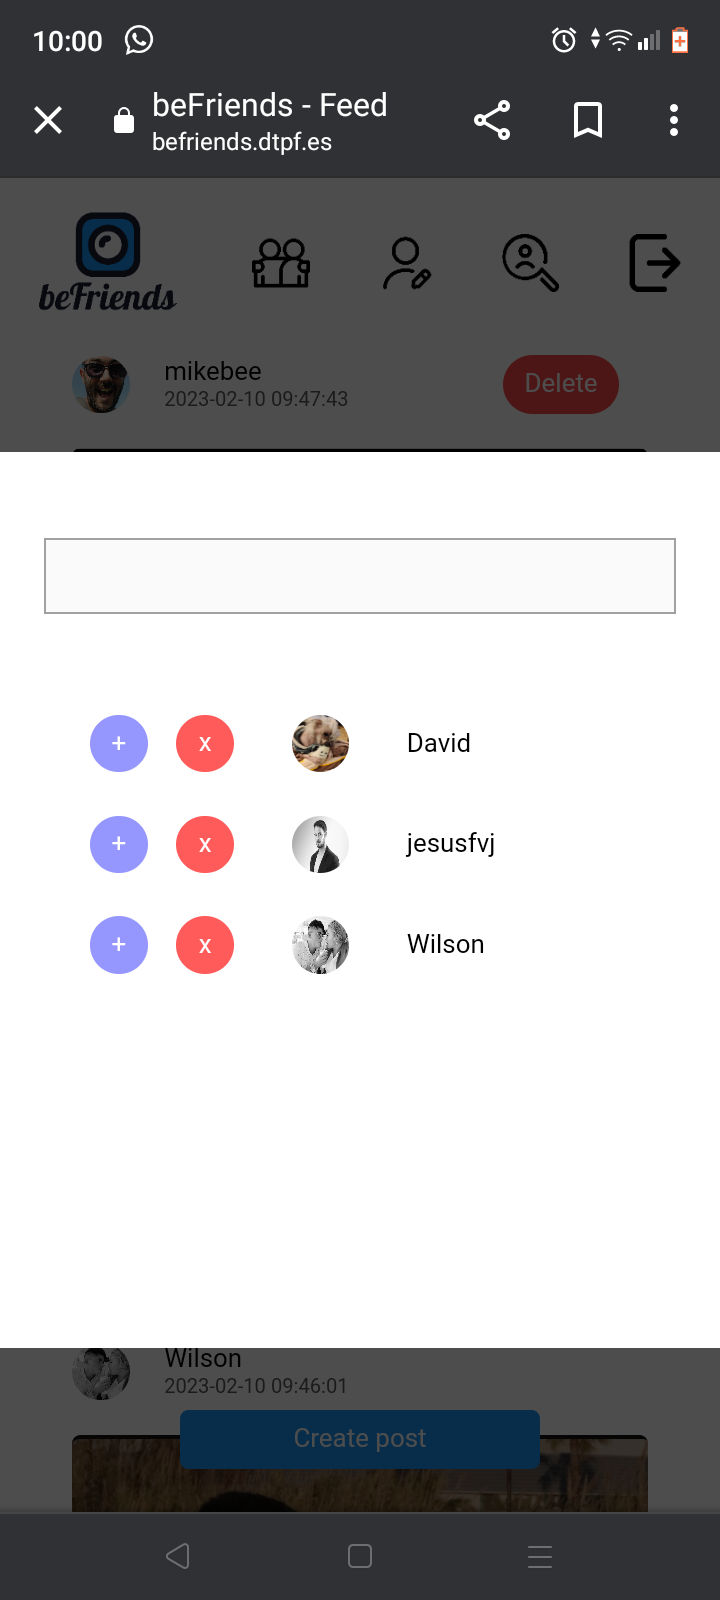 10:00
beFriends - Feed
befriends.dtpf.es
beFriends
mikebee
2023-02-10 09:47:43
Delete
+ x David
+ x jesusfvj
+ x Wilson
Wilson
2023-02-10 09:46:01
Create post